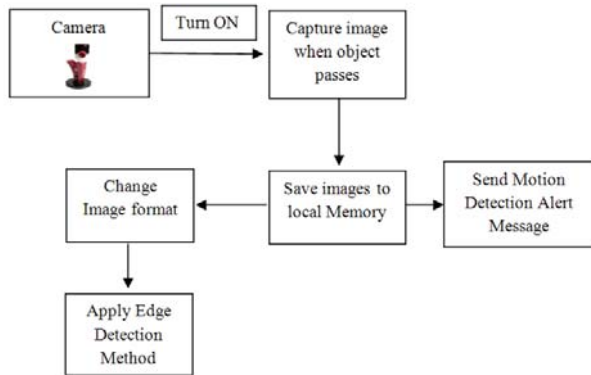 Camera
Turn ON
Capture image
when object
passes
Save images to
local Memory
Change
Image format
Send Motion
Detection Alert
Message
Apply Edge
Detection
Method